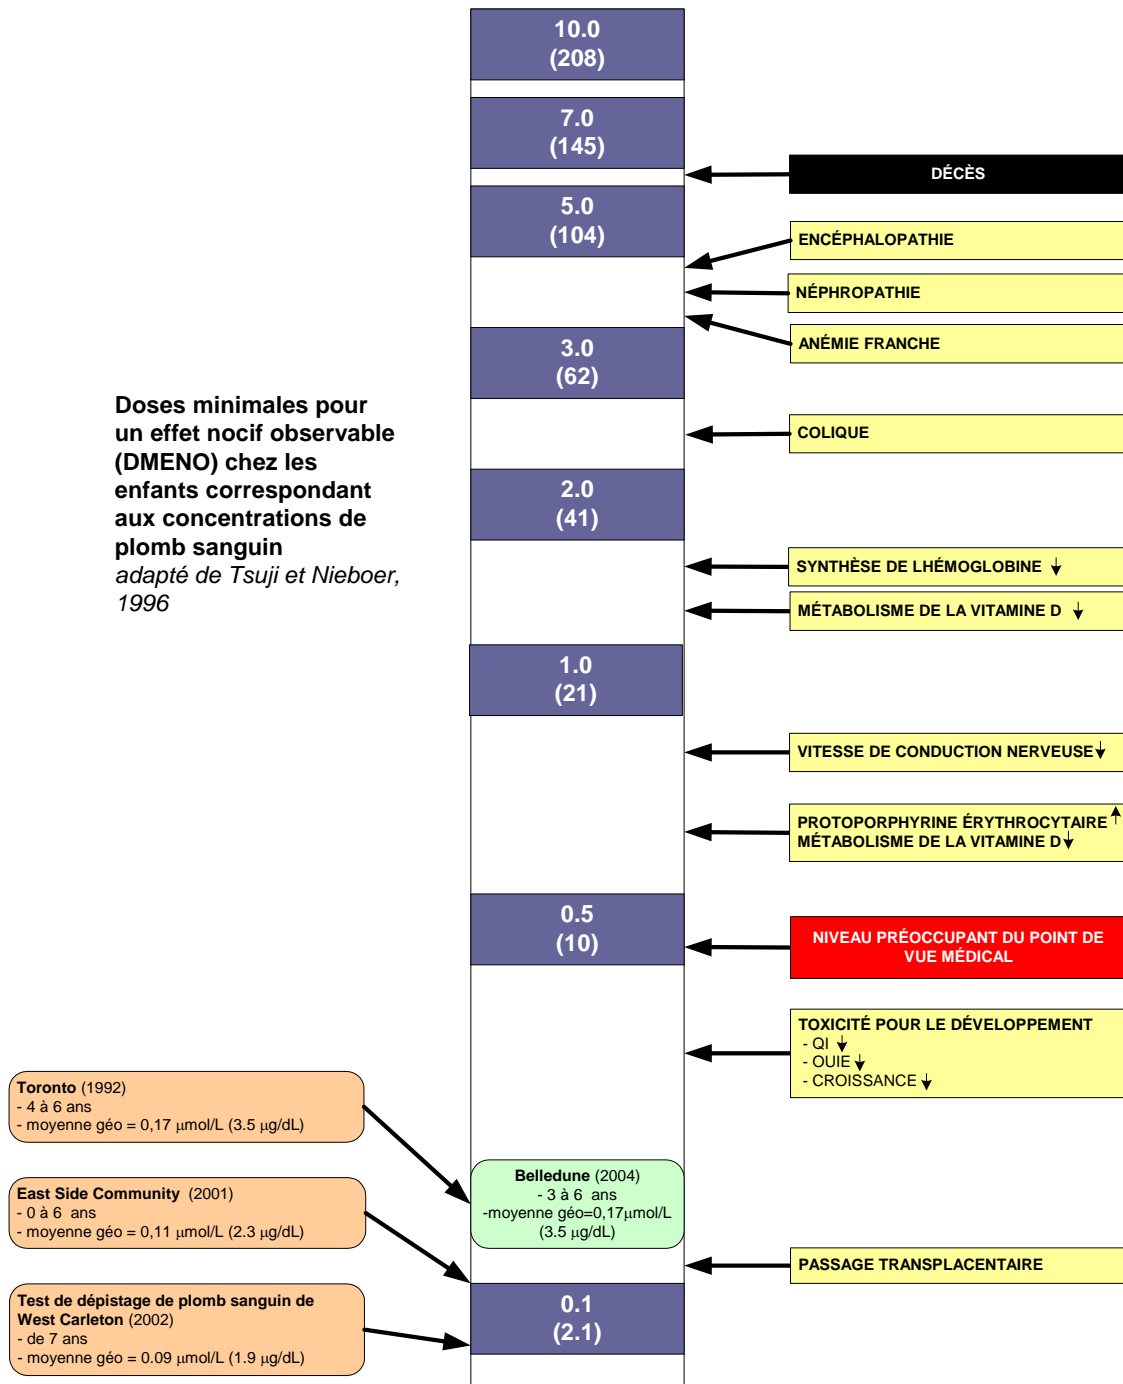 10.0
(208)
7.0
(145)
DÉCÈS
5.0
(104)
ENCÉPHALOPATHIE
NÉPHROPATHIE
ANÉMIE FRANCHE
3.0
(62)
Doses minimales pour
un effet nocif observable
(DMENO) chez les
enfants correspondant
aux concentrations de
plomb sanguin
adapté de Tsuji et Nieboer,
1996
COLIQUE
2.0
(41)
SYNTHÈSE DE LHÉMOGLOBINE ↓
MÉTABOLISME DE LA VITAMINE D ↓
1.0
(21)
VITESSE DE CONDUCTION NERVEUSE ↓
PROTOPORPHYRINE ÉRYTHROCYTAIRE ↑
MÉTABOLISME DE LA VITAMINE D ↓
0.5
(10)
NIVEAU PRÉOCCUPANT DU POINT DE
VUE MÉDICAL
TOXICITÉ POUR LE DÉVELOPPEMENT
- QI ↓
- OUIE ↓
- CROISSANCE ↓
Toronto (1992)
- 4 à 6 ans
- moyenne géo = 0,17 μmol/L (3.5 μg/dL)
Belledune (2004)
- 3 à 6 ans
-moyenne géo=0,17μmol/L
(3.5 μg/dL)
East Side Community (2001)
- 0 à 6 ans
- moyenne géo = 0,11 μmol/L (2.3 μg/dL)
PASSAGE TRANSPLACENTAIRE
0.1
(2.1)
Test de dépistage de plomb sanguin de
West Carleton (2002)
- de 7 ans
- moyenne géo = 0.09 μmol/L (1.9 μg/dL)